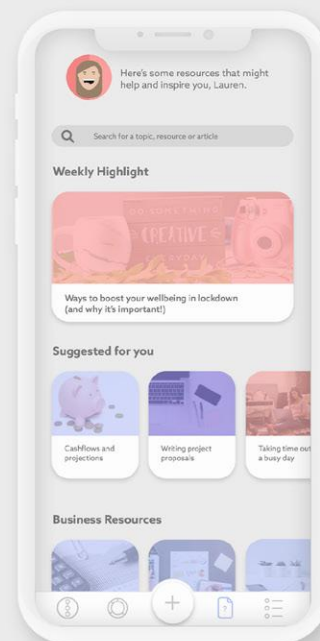 Here's some resources that might
help and inspire you, Lauren.
Search for a topic, resource or article
Weekly Highlight
DO SOMETHING
CREATIVE
EVERYDAY
Ways to boost your wellbeing in lockdown
(and why it's important!)
Suggested for you
Cashflows and
projections
Writing project
proposals
Taking time out
a busy day
Business Resources
?